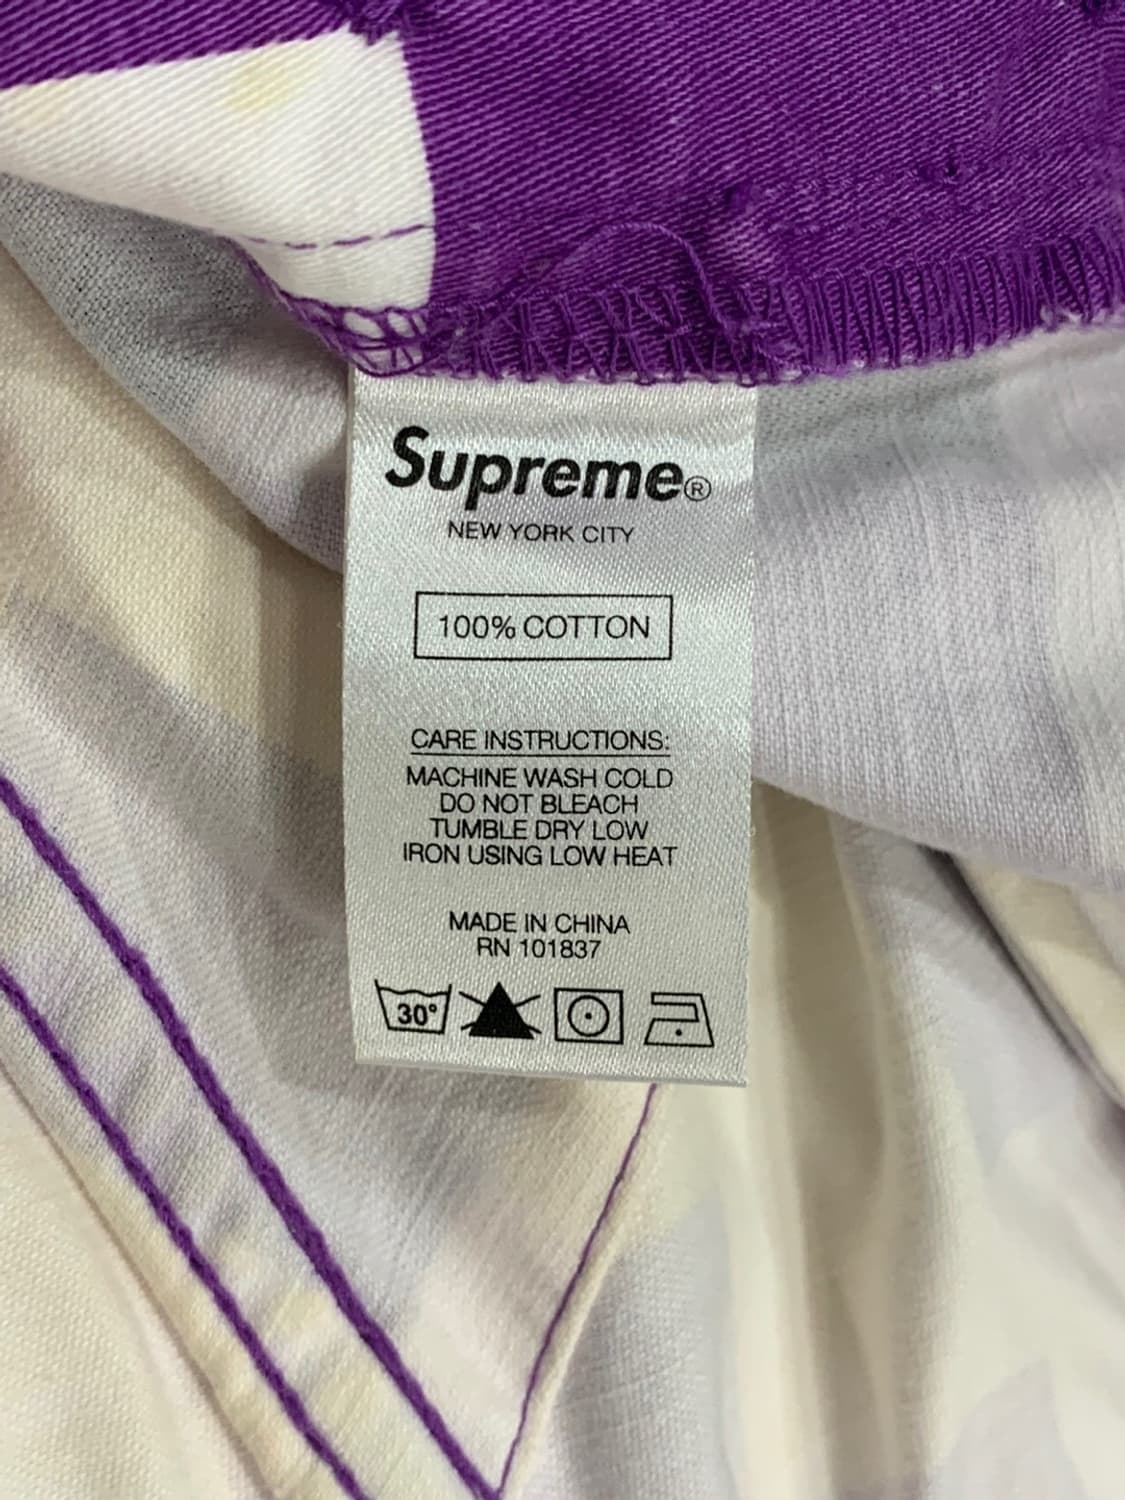 Supreme®
NEW YORK CITY
100% COTTON
CARE INSTRUCTIONS:
MACHINE WASH COLD
DO NOT BLEACH
TUMBLE DRY LOW
IRON USING LOW HEAT
MADE IN CHINA
RN 101837
30°